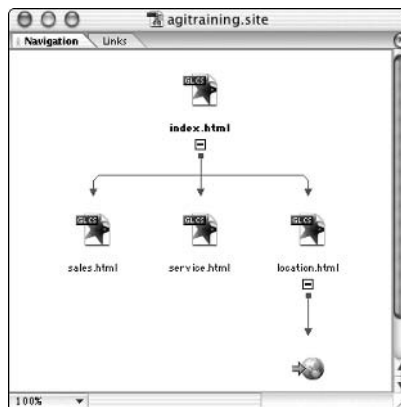 agitraining.site
Navigation Links
GL CS
index.html
GL CS GL CS GL CS
sales.html service.html location.html
100%